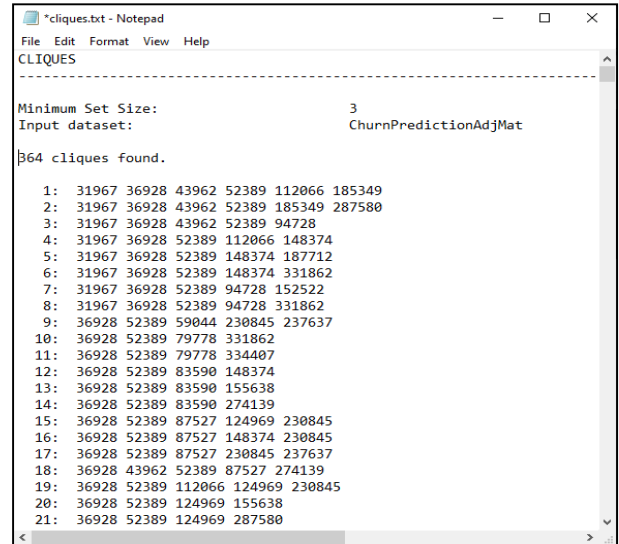 *cliques.txt - Notepad
File Edit Format View Help
CLIQUES
--------------------------------------------------------------------------------
Minimum Set Size: 3
Input dataset: ChurnPredictionAdjMat
364 cliques found.
1: 31967 36928 43962 52389 112066 185349
2: 31967 36928 43962 52389 185349 287580
3: 31967 36928 43962 52389 94728
4: 31967 36928 52389 112066 148374
5: 31967 36928 52389 148374 187712
6: 31967 36928 52389 148374 331862
7: 31967 36928 52389 94728 152522
8: 31967 36928 52389 94728 331862
9: 36928 52389 59044 230845 237637
10: 36928 52389 79778 331862
11: 36928 52389 79778 334407
12: 36928 52389 83590 148374
13: 36928 52389 83590 155638
14: 36928 52389 83590 274139
15: 36928 52389 87527 124969 230845
16: 36928 52389 87527 148374 230845
17: 36928 52389 87527 230845 237637
18: 36928 43962 52389 87527 274139
19: 36928 52389 112066 124969 230845
20: 36928 52389 124969 155638
21: 36928 52389 124969 287580